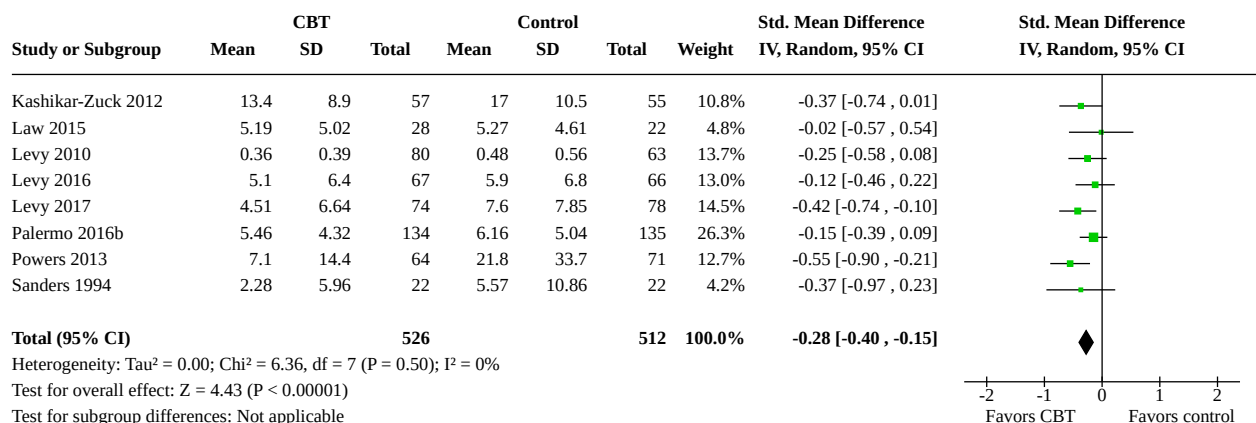 CBT Control Std. Mean Difference Std. Mean Difference
Study or Subgroup Mean SD Total Mean SD Total Weight IV, Random, 95% CI IV, Random, 95% CI
Kashikar-Zuck 2012 13.4 8.9 57 17 10.5 55 10.8% -0.37 [-0.74 , 0.01]
Law 2015 5.19 5.02 28 5.27 4.61 22 4.8% -0.02 [-0.57 , 0.54]
Levy 2010 0.36 0.39 80 0.48 0.56 63 13.7% -0.25 [-0.58 , 0.08]
Levy 2016 5.1 6.4 67 5.9 6.8 66 13.0% -0.12 [-0.46 , 0.22]
Levy 2017 4.51 6.64 74 7.6 7.85 78 14.5% -0.42 [-0.74 , -0.10]
Palermo 2016b 5.46 4.32 134 6.16 5.04 135 26.3% -0.15 [-0.39 , 0.09]
Powers 2013 7.1 14.4 64 21.8 33.7 71 12.7% -0.55 [-0.90 , -0.21]
Sanders 1994 2.28 5.96 22 5.57 10.86 22 4.2% -0.37 [-0.97 , 0.23]
Total (95% CI) 526 512 100.0% -0.28 [-0.40 , -0.15]
Heterogeneity: Tau² = 0.00; Chi² = 6.36, df = 7 (P = 0.50); I² = 0%
Test for overall effect: Z = 4.43 (P < 0.00001)
-2 -1 0 1 2
Test for subgroup differences: Not applicable
Favors CBT Favors control